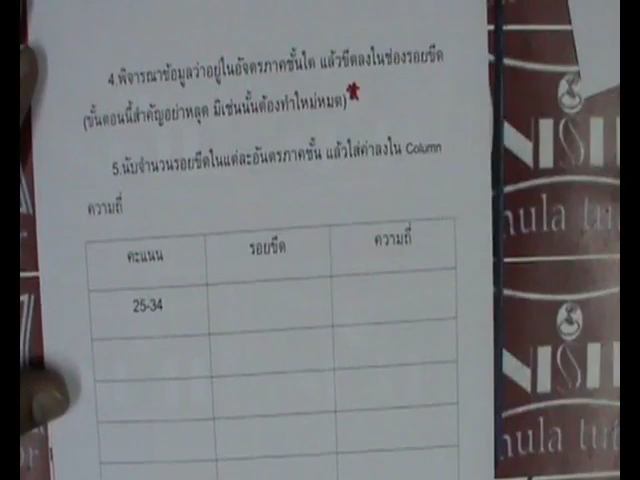 4.พิจารณาข้อมูลว่าอยู่ในอัจตรภาคชั้นใด แล้วขีดลงในช่องรอยขีด
(ขั้นตอนนี้สำคัญอย่าหลุด มิเช่นนั้นต้องทำใหม่หมด)
5.นับจำนวนรอยขีดในแต่ละอันตรภาคชั้น แล้วใส่ค่าลงใน Column
ความถี่
คะแนน รอยขีด ความถี่
25-34
NISI
ula tu
NISI
ula tut